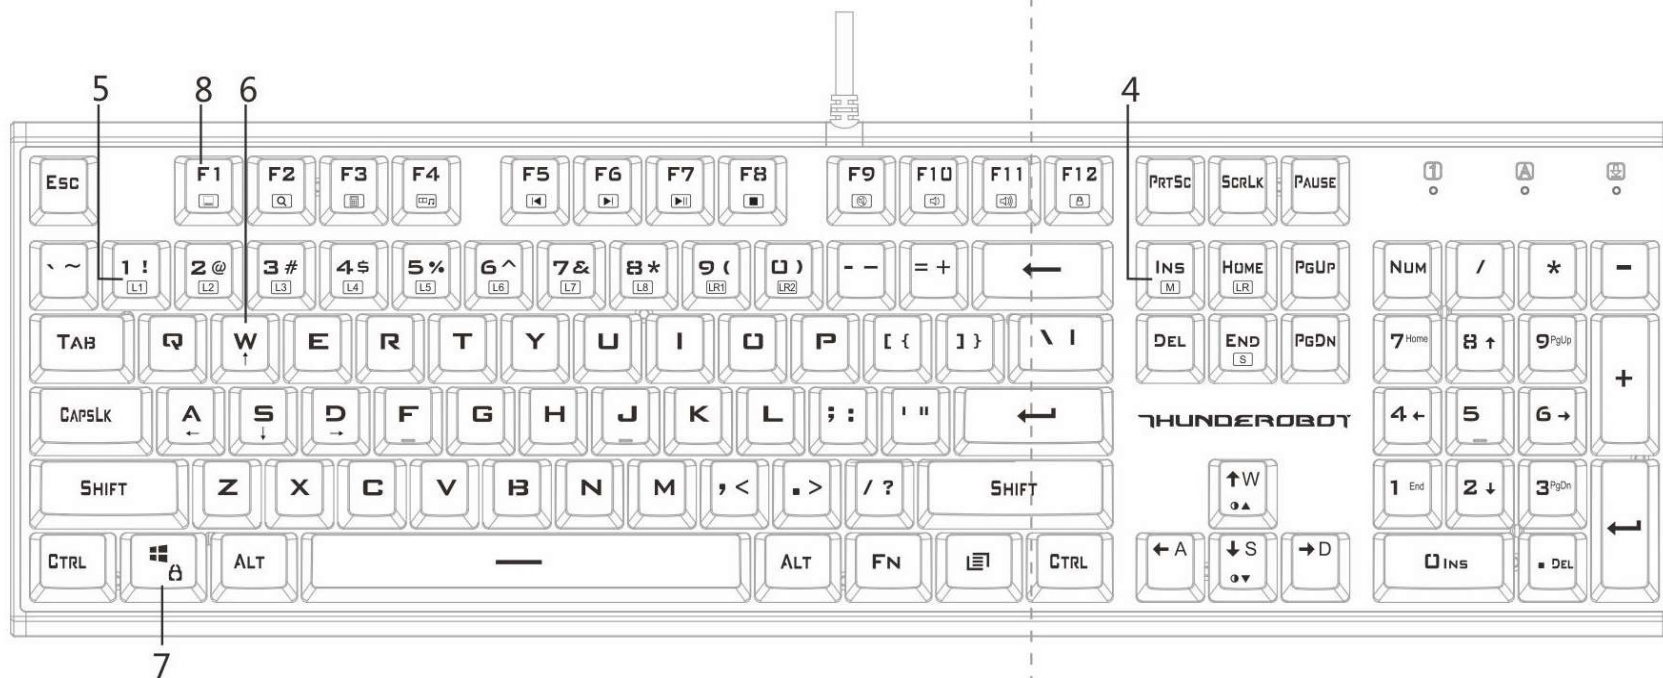 5 8 6 4
Esc F1 F2 F3 F4 F5 F6 F7 F8 F9 F10 F11 F12 PrtSc ScrLk Pause 1 A
` ~ 1 ! L1 2 @ L2 3 # L3 4 $ L4 5 % L5 6 ^ L6 7 & L7 8 * L8 9 ( LR1 0 ) LR2 - – = + ← Ins M Home LR PgUp Num / * -
Tab Q W ↑ E R T Y U I O P [ { ] } \ | Del End S PgDn 7 Home 8 ↑ 9 PgUp +
CapsLk A ← S ↓ D → F G H J K L ; : ' " ↵ THUNDEROBOT 4 ← 5 6 →
Shift Z X C V B N M , < . > / ? Shift ↑ W 1 End 2 ↓ 3 PgDn ↵
Ctrl Alt Alt Fn Ctrl ← A ↓ S → D 0 Ins . Del
7